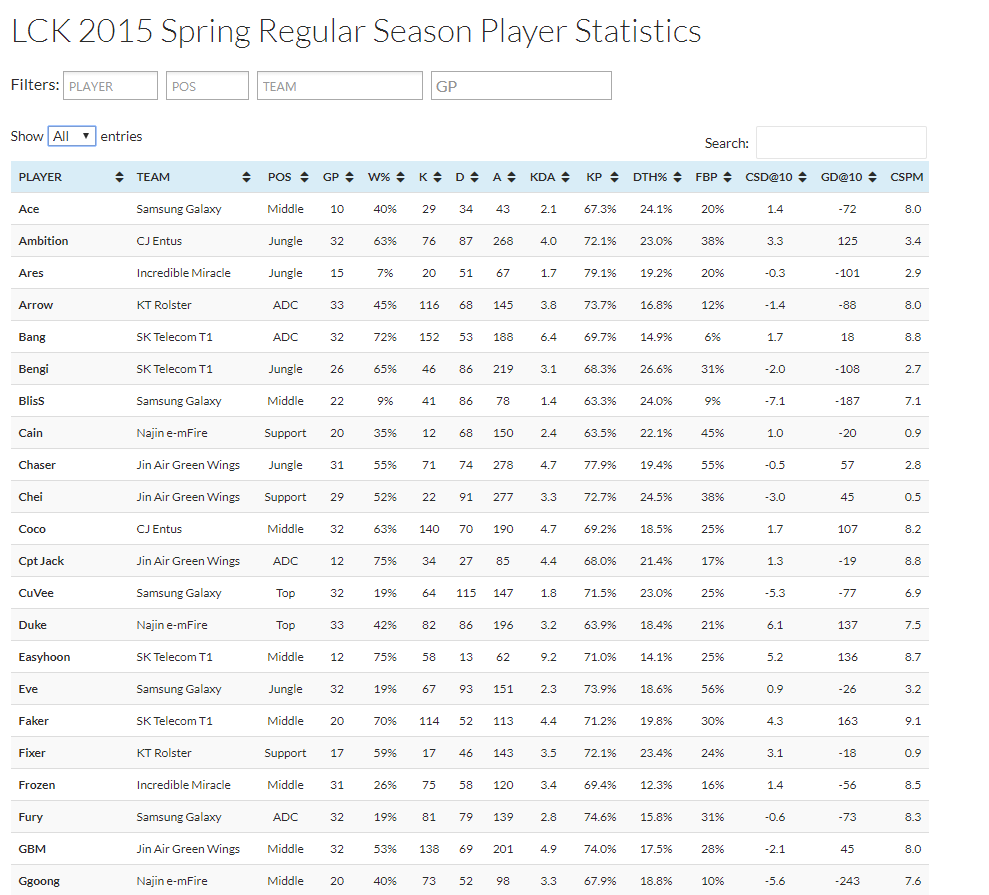 LCK 2015 Spring Regular Season Player Statistics
Filters: PLAYER POS TEAM GP
Show All entries
Search:
PLAYER TEAM POS GP W% K D A KDA KP DTH% FBP CSD@10 GD@10 CSPM
Ace Samsung Galaxy Middle 10 40% 29 34 43 2.1 67.3% 24.1% 20% 1.4 -72 8.0
Ambition CJ Entus Jungle 32 63% 76 87 268 4.0 72.1% 23.0% 38% 3.3 125 3.4
Ares Incredible Miracle Jungle 15 7% 20 51 67 1.7 79.1% 19.2% 20% -0.3 -101 2.9
Arrow KT Rolster ADC 33 45% 116 68 145 3.8 73.7% 16.8% 12% -1.4 -88 8.0
Bang SK Telecom T1 ADC 32 72% 152 53 188 6.4 69.7% 14.9% 6% 1.7 18 8.8
Bengi SK Telecom T1 Jungle 26 65% 46 86 219 3.1 68.3% 26.6% 31% -2.0 -108 2.7
BlisS Samsung Galaxy Middle 22 9% 41 86 78 1.4 63.3% 24.0% 9% -7.1 -187 7.1
Cain Najin e-mFire Support 20 35% 12 68 150 2.4 63.5% 22.1% 45% 1.0 -20 0.9
Chaser Jin Air Green Wings Jungle 31 55% 71 74 278 4.7 77.9% 19.4% 55% -0.5 57 2.8
Chei Jin Air Green Wings Support 29 52% 22 91 277 3.3 72.7% 24.5% 38% -3.0 45 0.5
Coco CJ Entus Middle 32 63% 140 70 190 4.7 69.2% 18.5% 25% 1.7 107 8.2
Cpt Jack Jin Air Green Wings ADC 12 75% 34 27 85 4.4 68.0% 21.4% 17% 1.3 -19 8.8
CuVee Samsung Galaxy Top 32 19% 64 115 147 1.8 71.5% 23.0% 25% -5.3 -77 6.9
Duke Najin e-mFire Top 33 42% 82 86 196 3.2 63.9% 18.4% 21% 6.1 137 7.5
Easyhoon SK Telecom T1 Middle 12 75% 58 13 62 9.2 71.0% 14.1% 25% 5.2 136 8.7
Eve Samsung Galaxy Jungle 32 19% 67 93 151 2.3 73.9% 18.6% 56% 0.9 -26 3.2
Faker SK Telecom T1 Middle 20 70% 114 52 113 4.4 71.2% 19.8% 30% 4.3 163 9.1
Fixer KT Rolster Support 17 59% 17 46 143 3.5 72.1% 23.4% 24% 3.1 -18 0.9
Frozen Incredible Miracle Middle 31 26% 75 58 120 3.4 69.4% 12.3% 16% 1.4 -56 8.5
Fury Samsung Galaxy ADC 32 19% 81 79 139 2.8 74.6% 15.8% 31% -0.6 -73 8.3
GBM Jin Air Green Wings Middle 32 53% 138 69 201 4.9 74.0% 17.5% 28% -2.1 45 8.0
Ggoong Najin e-mFire Middle 20 40% 73 52 98 3.3 67.9% 18.8% 10% -5.6 -243 7.6